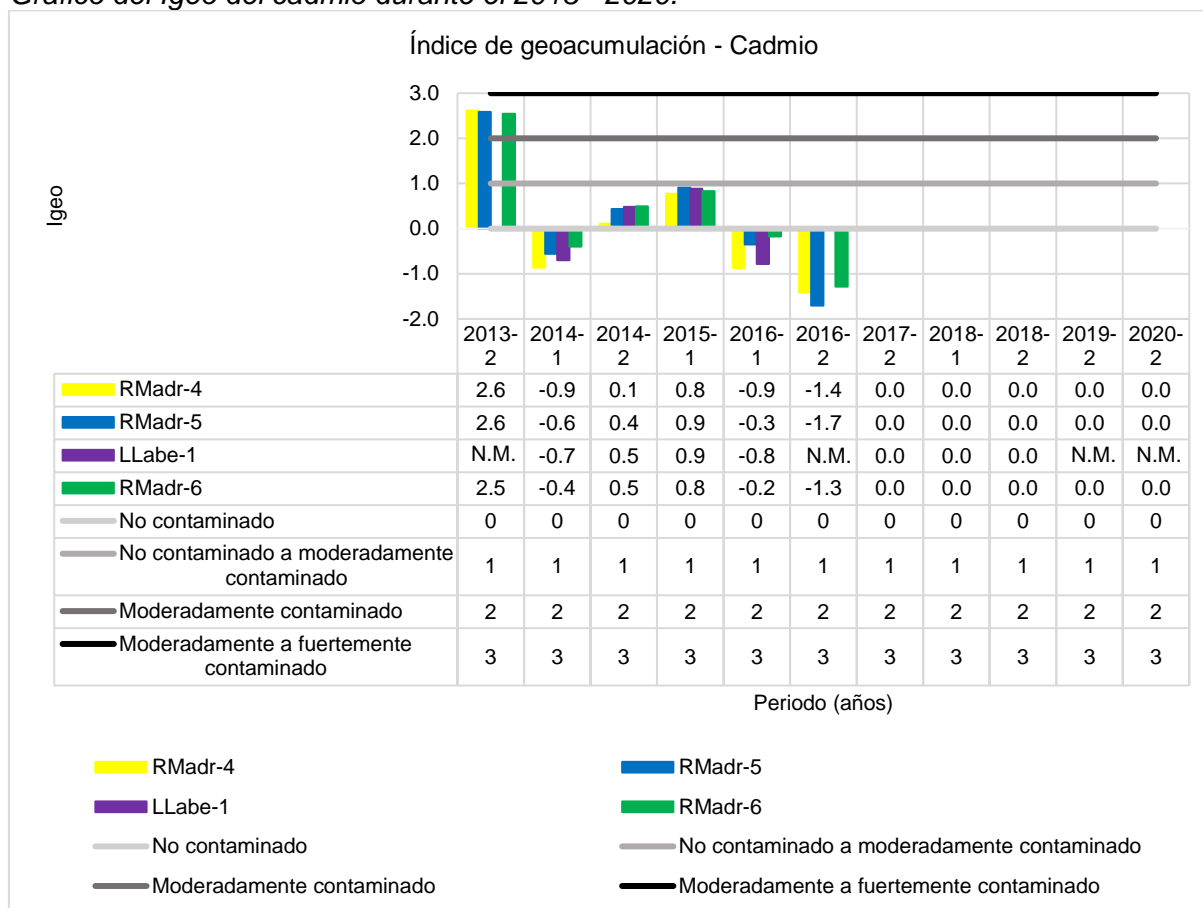 Índice de geoacumulación - Cadmio
Igeo
3.0
2.0
1.0
0.0
-1.0
-2.0
2013-2 2014-1 2014-2 2015-1 2016-1 2016-2 2017-2 2018-1 2018-2 2019-2 2020-2
RMadr-4 2.6 -0.9 0.1 0.8 -0.9 -1.4 0.0 0.0 0.0 0.0 0.0
RMadr-5 2.6 -0.6 0.4 0.9 -0.3 -1.7 0.0 0.0 0.0 0.0 0.0
LLabe-1 N.M. -0.7 0.5 0.9 -0.8 N.M. 0.0 0.0 0.0 N.M. N.M.
RMadr-6 2.5 -0.4 0.5 0.8 -0.2 -1.3 0.0 0.0 0.0 0.0 0.0
No contaminado 0 0 0 0 0 0 0 0 0 0 0
No contaminado a moderadamente
contaminado 1 1 1 1 1 1 1 1 1 1 1
Moderadamente contaminado 2 2 2 2 2 2 2 2 2 2 2
Moderadamente a fuertemente
contaminado 3 3 3 3 3 3 3 3 3 3 3
Periodo (años)
RMadr-4 RMadr-5
LLabe-1 RMadr-6
No contaminado No contaminado a moderadamente contaminado
Moderadamente contaminado Moderadamente a fuertemente contaminado